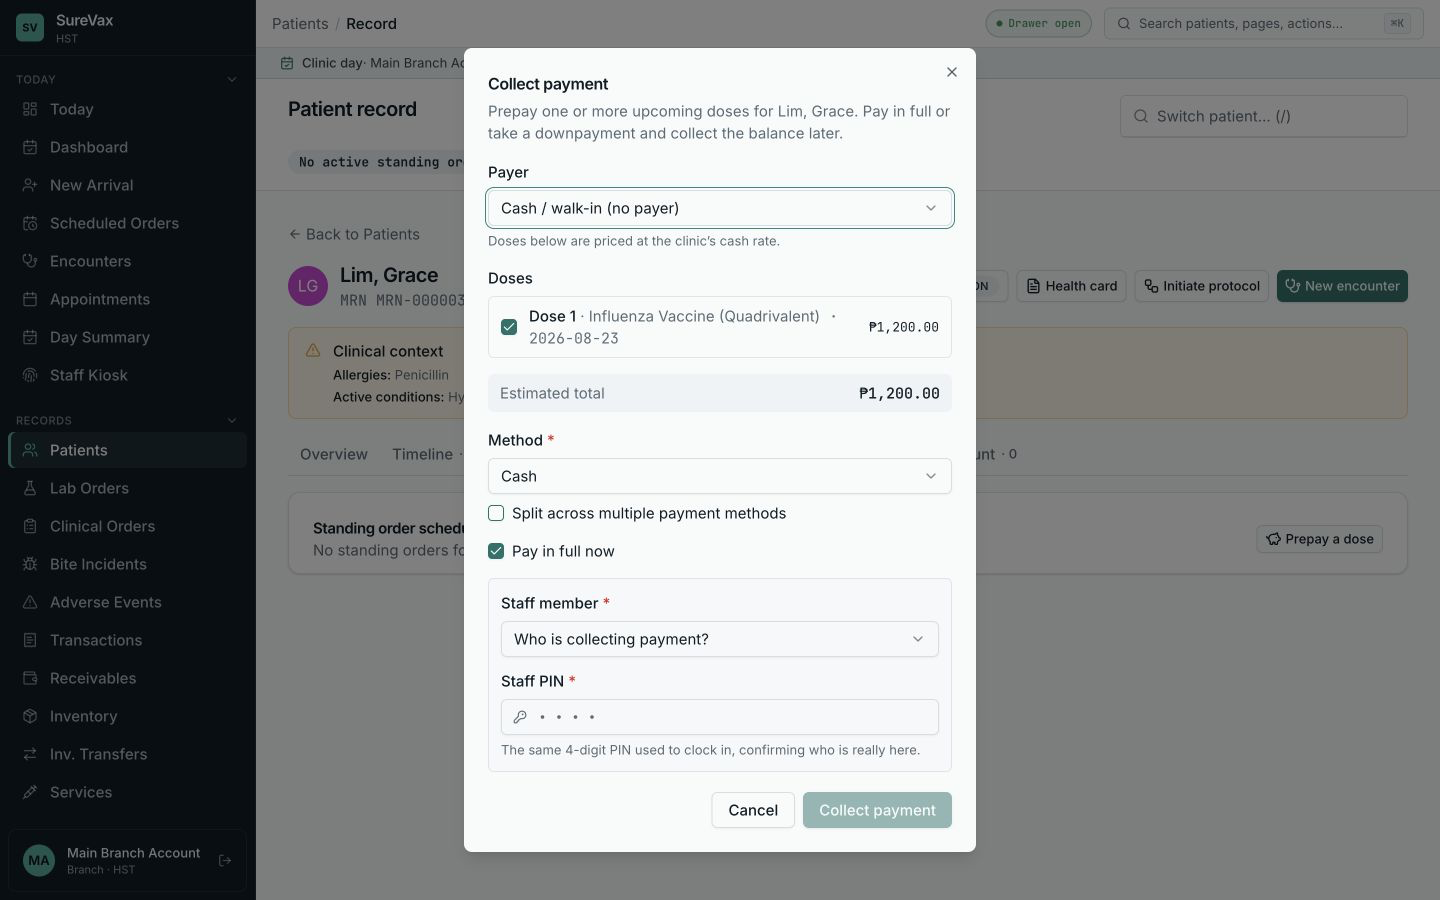 SV
SureVax
HST
TODAY
Today
Dashboard
New Arrival
Scheduled Orders
Encounters
Appointments
Day Summary
Staff Kiosk
RECORDS
Patients
Lab Orders
Clinical Orders
Bite Incidents
Adverse Events
Transactions
Receivables
Inventory
Inv. Transfers
Services
MA
Main Branch Account
Branch · HST
Patients / Record
Drawer open
Search patients, pages, actions...
⌘K
Clinic day · Main Branch Ac
Patient record
Switch patient... (/)
No active standing or
← Back to Patients
LG
Lim, Grace
MRN MRN-000003
ON
Health card
Initiate protocol
New encounter
Clinical context
Allergies: Penicillin
Active conditions: Hy
Overview
Timeline ·
unt · 0
Standing order schedu
No standing orders fo
Prepay a dose
Collect payment
Prepay one or more upcoming doses for Lim, Grace. Pay in full or
take a downpayment and collect the balance later.
Payer
Cash / walk-in (no payer)
Doses below are priced at the clinic’s cash rate.
Doses
Dose 1 · Influenza Vaccine (Quadrivalent) ·
2026-08-23
₱1,200.00
Estimated total
₱1,200.00
Method *
Cash
Split across multiple payment methods
Pay in full now
Staff member *
Who is collecting payment?
Staff PIN *
• • • •
The same 4-digit PIN used to clock in, confirming who is really here.
Cancel
Collect payment